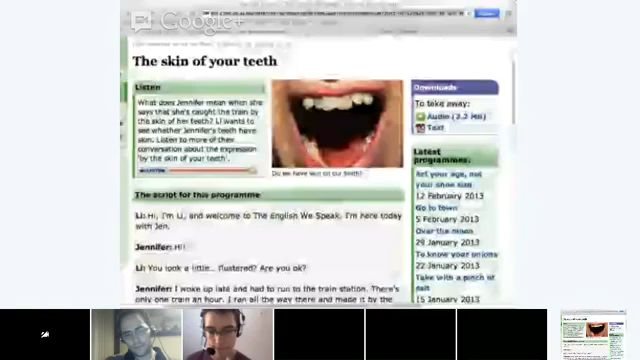 Google+
The skin of your teeth
Listen
What does Jennifer mean when she
says that she's caught the train by
the skin of her teeth? Li wants to
see whether Jennifer's teeth have
skin. Listen to more of their
conversation about the expression
'by the skin of your teeth'.
Do we have skin on our teeth?
Downloads
To take away:
Audio (3.2 MB)
Text
Latest
programmes:
Act your age, not
your shoe size
12 February 2013
Go to town
5 February 2013
Over the moon
29 January 2013
To know your onions
22 January 2013
Take with a pinch of
salt
15 January 2013
The script for this programme
Li: Hi, I'm Li, and welcome to The English We Speak. I'm here today
with Jen.
Jennifer: Hi!
Li: You look a little... flustered? Are you ok?
Jennifer: I woke up late and had to run to the train station. There's
only one train an hour. I ran all the way there and made it by the